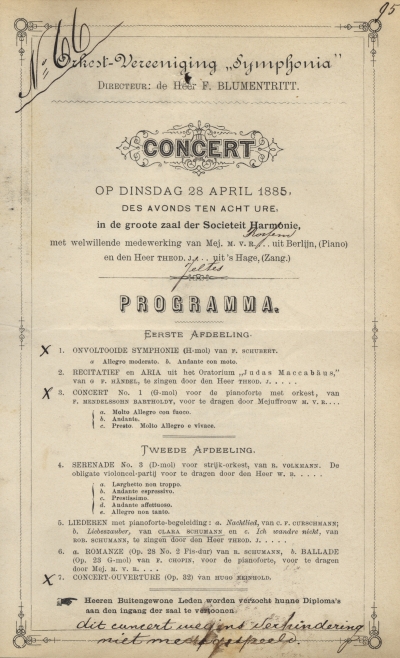 No 66
95
Orkest-Vereeniging „Symphonia"
Directeur: de Heer F. BLUMENTRITT.
CONCERT
OP DINSDAG 28 APRIL 1885,
DES AVONDS TEN ACHT URE,
in de groote zaal der Societeit Harmonie,
met welwillende medewerking van Mej. M. v. R... uit Berlijn, (Piano)
en den Heer THEOD. J... uit 's Hage, (Zang.)
PROGRAMMA.
EERSTE AFDEELING.
X 1. ONVOLTOOIDE SYMPHONIE (H-mol) van F. SCHUBERT.
a Allegro moderato. b. Andante con moto.
2. RECITATIEF en ARIA uit het Oratorium „Judas Maccabäus,"
van G F. HÄNDEL, te zingen door den Heer THEOD. J.....
X 3. CONCERT No. 1 (G-mol) voor de pianoforte met orkest, van
F. MENDELSSOHN BARTHOLDY, voor te dragen door Mejuffrouw M. v. R....
a. Molto Allegro con fuoco.
b. Andante.
c. Presto. Molto Allegro e vivace.
TWEEDE AFDEELING.
4. SERENADE No. 3 (D-mol) voor strijk-orkest, van R. VOLKMANN. De
obligate violoncel-partij voor te dragen door den Heer W. B.....
a. Larghetto non troppo.
b. Andante espressivo.
c. Prestissimo.
d. Andante affettuoso.
e. Allegro non tanto.
5. LIEDEREN met pianoforte-begeleiding: a. Nachtlied, van C. F. CURSCHMANN;
b. Liebeszauber, van CLARA SCHUMANN en c. Ich wandre nicht, van
ROB. SCHUMANN, te zingen door den Heer THEOD. J.....
6. a. ROMANZE (Op. 28 No. 2 Fis-dur) van R. SCHUMANN, b. BALLADE
(Op. 23 G-mol) van F. CHOPIN, voor de pianoforte, voor te dragen
door Mej. M. v. R....
X 7. CONCERT-OUVERTURE (Op. 32) van HUGO REINHOLD.
Heeren Buitengewone Leden worden verzocht hunne Diploma's
aan den ingang der zaal te vertoonen.
dit concert wegens verhindering
niet medegespeeld.